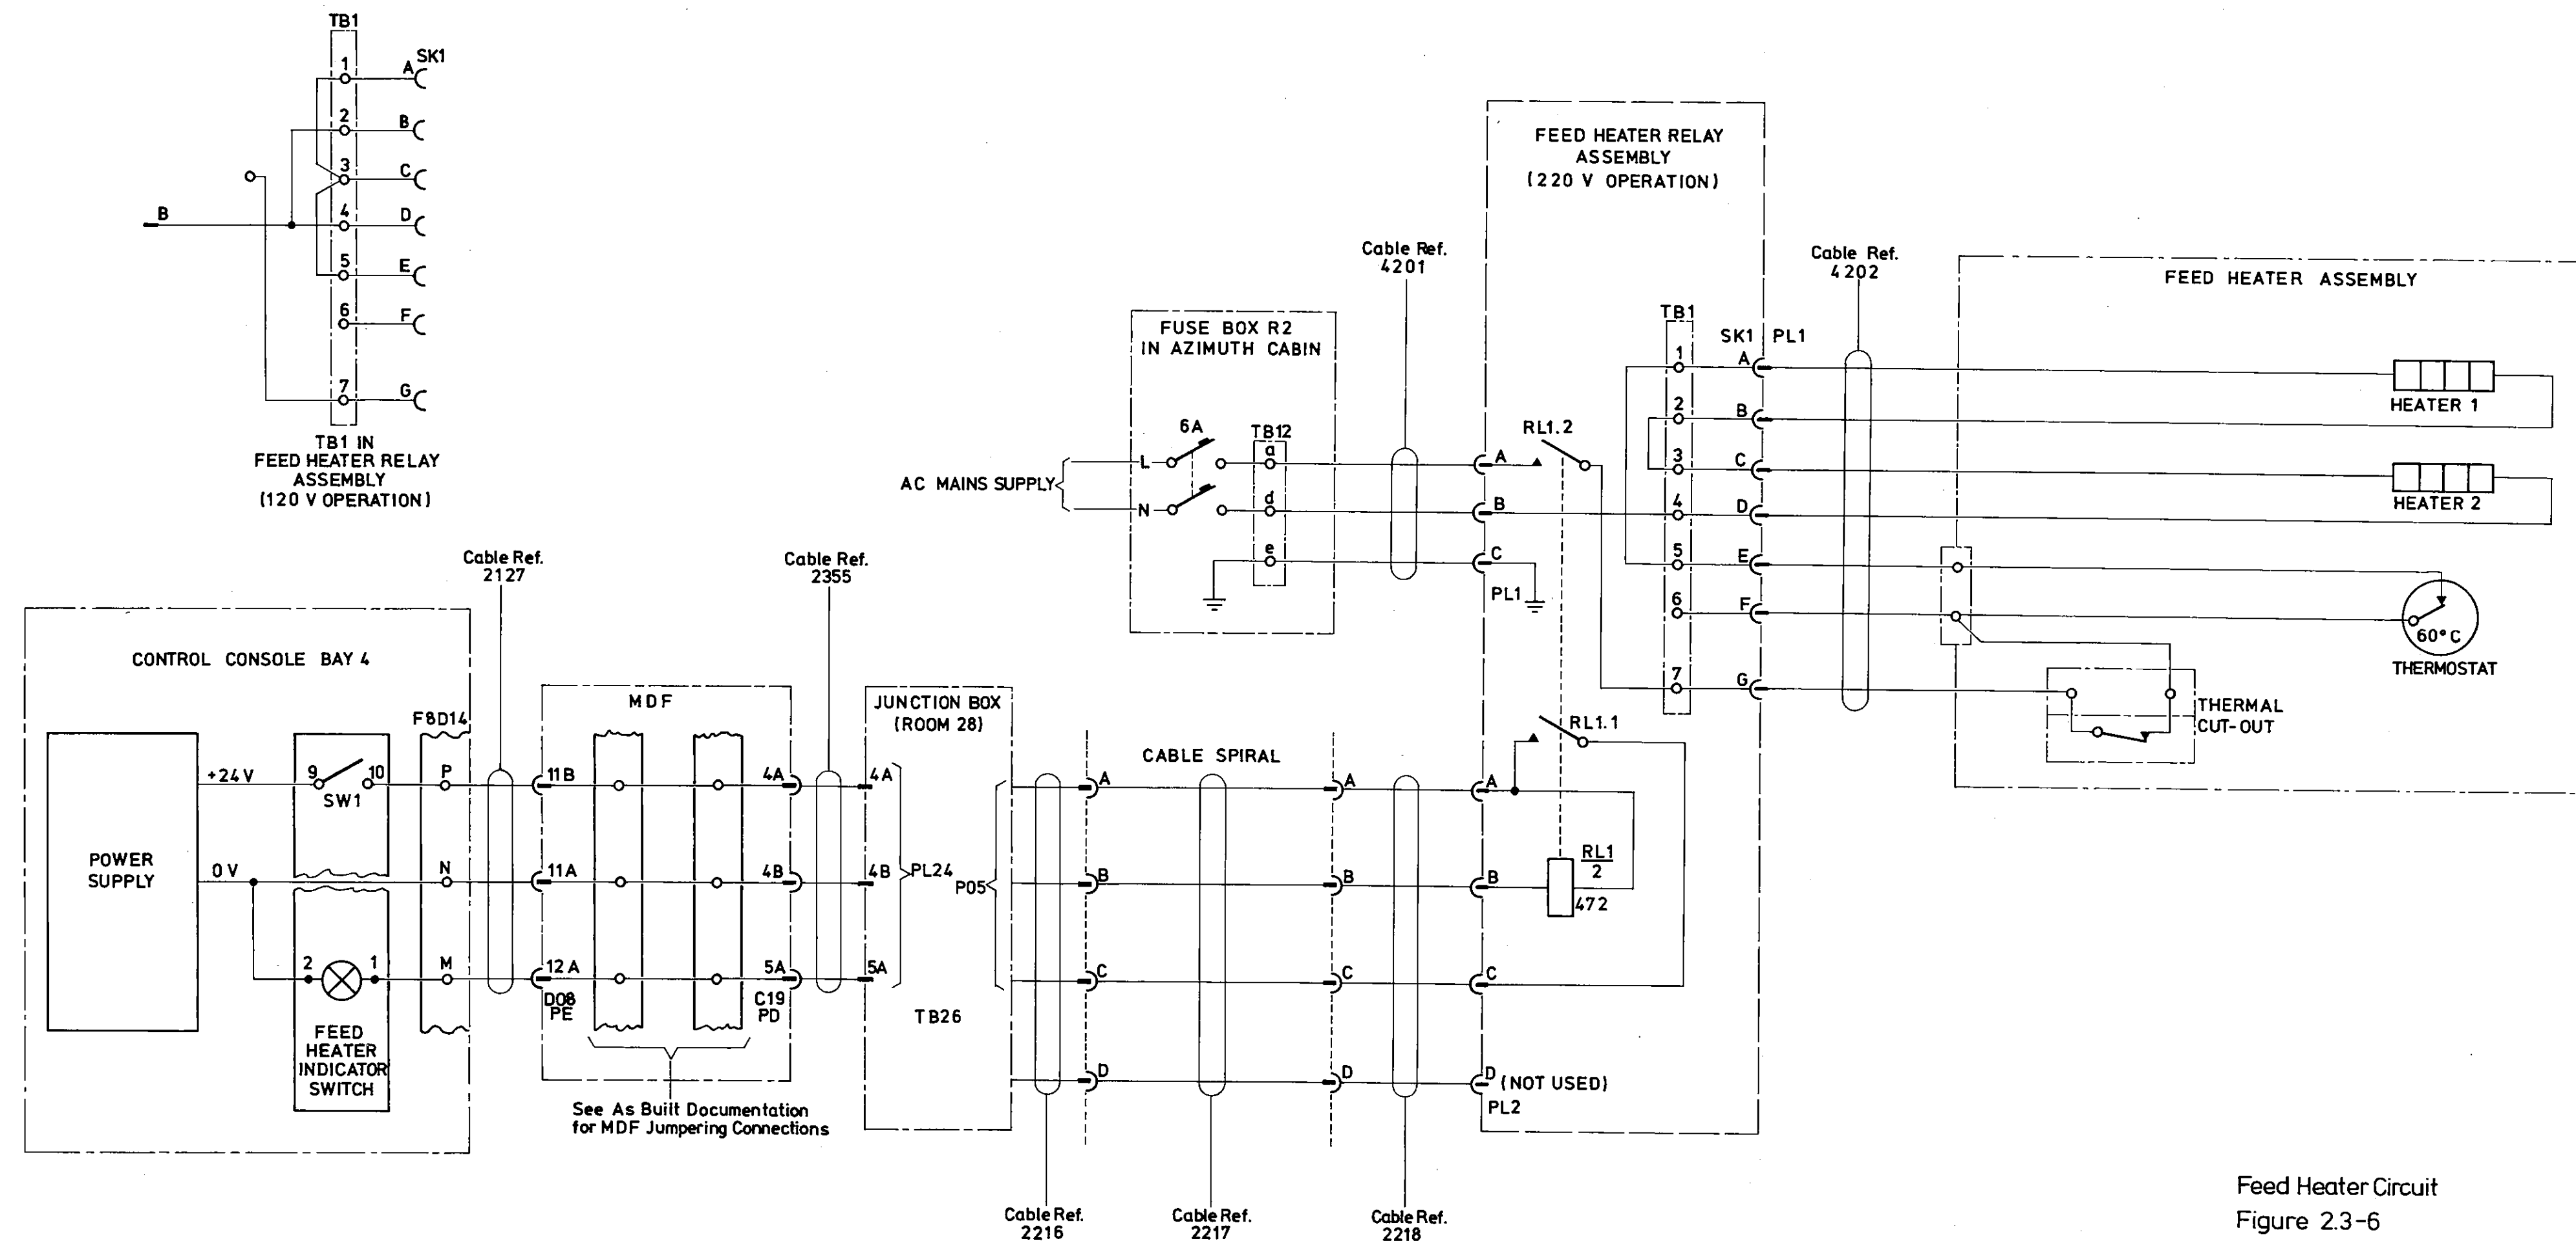 TB1
SK1
1 A
2 B
3 C
B
4 D
5 E
6 F
7 G
TB1 IN
FEED HEATER RELAY
ASSEMBLY
(120 V OPERATION)
FEED HEATER RELAY
ASSEMBLY
(220 V OPERATION)
Cable Ref.
4201
Cable Ref.
4202
FEED HEATER ASSEMBLY
FUSE BOX R2
IN AZIMUTH CABIN
6A
TB12
AC MAINS SUPPLY
L
N
a
d
e
A
B
C
PL1
RL1.2
TB1
SK1 PL1
1 A
2 B
3 C
4 D
5 E
6 F
7 G
HEATER 1
HEATER 2
60°C
THERMOSTAT
THERMAL
CUT-OUT
Cable Ref.
2127
Cable Ref.
2355
CONTROL CONSOLE BAY 4
F8D14
MDF
JUNCTION BOX
(ROOM 28)
CABLE SPIRAL
RL1.1
POWER
SUPPLY
+24V
9 10
SW1
P
11B
4A
4A
A
A
A
0V
N
11A
4B
4B
PL24
P05
B
B
B
RL1
2
472
2 1
M
12A
5A
5A
C
C
C
D08
PE
C19
PD
TB26
FEED
HEATER
INDICATOR
SWITCH
D
D
D (NOT USED)
PL2
See As Built Documentation
for MDF Jumpering Connections
Cable Ref.
2216
Cable Ref.
2217
Cable Ref.
2218
Feed Heater Circuit
Figure 2.3-6